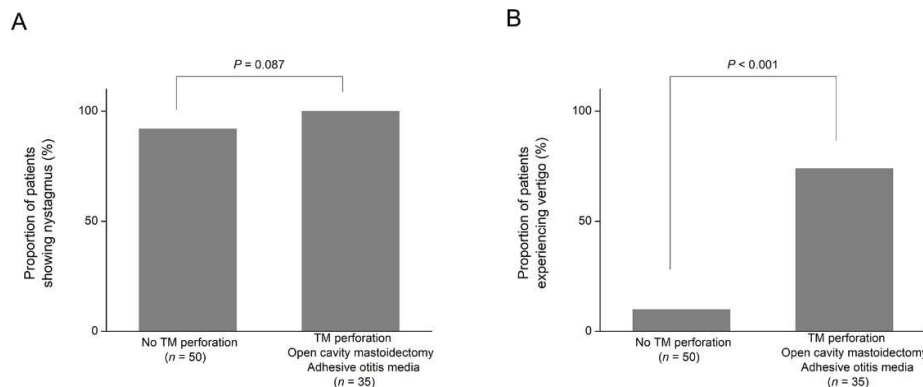 A
P = 0.087
Proportion of patients
showing nystagmus (%)
100
50
0
No TM perforation
(n = 50)
TM perforation
Open cavity mastoidectomy
Adhesive otitis media
(n = 35)
B
P < 0.001
Proportion of patients
experiencing vertigo (%)
100
50
0
No TM perforation
(n = 50)
TM perforation
Open cavity mastoidectomy
Adhesive otitis media
(n = 35)